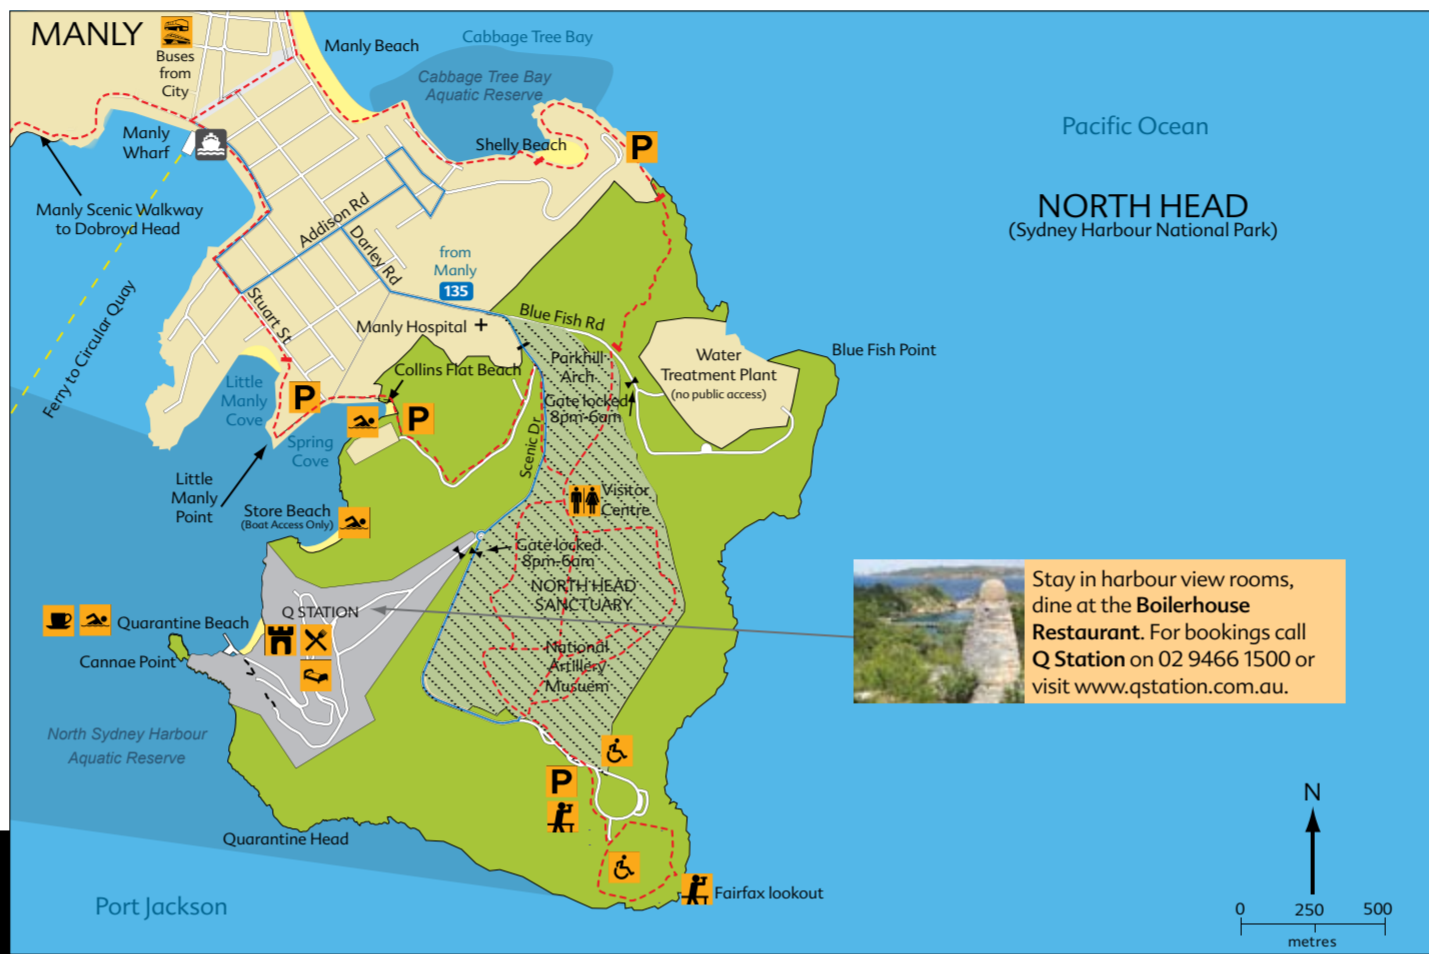 MANLY
Buses
from
City
Manly Beach
Cabbage Tree Bay
Cabbage Tree Bay
Aquatic Reserve
Pacific Ocean
Manly
Wharf
Shelly Beach
P
NORTH HEAD
(Sydney Harbour National Park)
Manly Scenic Walkway
to Dobroyd Head
Addison Rd
Darley Rd
from
Manly
135
Ferry to Circular Quay
Stuart St
Manly Hospital
Blue Fish Rd
Parkhill
Arch
Water
Treatment Plant
(no public access)
Blue Fish Point
Collins Flat Beach
Little
Manly
Cove
P
P
Gate locked
8pm-6am
Spring
Cove
Scenic Dr
Little
Manly
Point
Visitor
Centre
Store Beach
(Boat Access Only)
Gate locked
8pm-6am
NORTH HEAD
SANCTUARY
Q STATION
Quarantine Beach
Cannae Point
National
Artillery
Musuem
Stay in harbour view rooms,
dine at the Boilerhouse
Restaurant. For bookings call
Q Station on 02 9466 1500 or
visit www.qstation.com.au.
North Sydney Harbour
Aquatic Reserve
P
Quarantine Head
Fairfax lookout
Port Jackson
N
0 250 500
metres